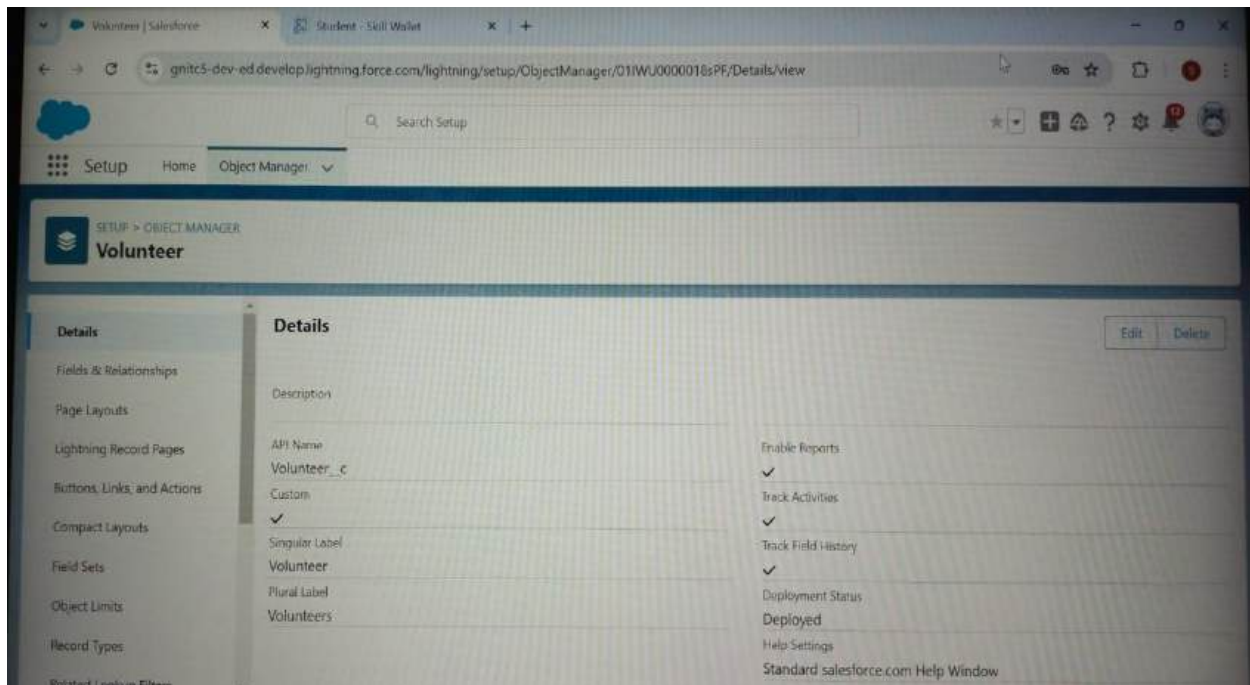 Volunteer | Salesforce
Student - Skill Wallet
gnitc5-dev-ed.develop.lightning.force.com/lightning/setup/ObjectManager/01IWU0000018sPF/Details/view
Search Setup
Setup Home Object Manager
SETUP > OBJECT MANAGER
Volunteer
Details
Fields & Relationships
Page Layouts
Lightning Record Pages
Buttons, Links, and Actions
Compact Layouts
Field Sets
Object Limits
Record Types
Related Lookup Filters
Details
Edit Delete
Description
API Name
Volunteer__c
Custom
Singular Label
Volunteer
Plural Label
Volunteers
Enable Reports
Track Activities
Track Field History
Deployment Status
Deployed
Help Settings
Standard salesforce.com Help Window